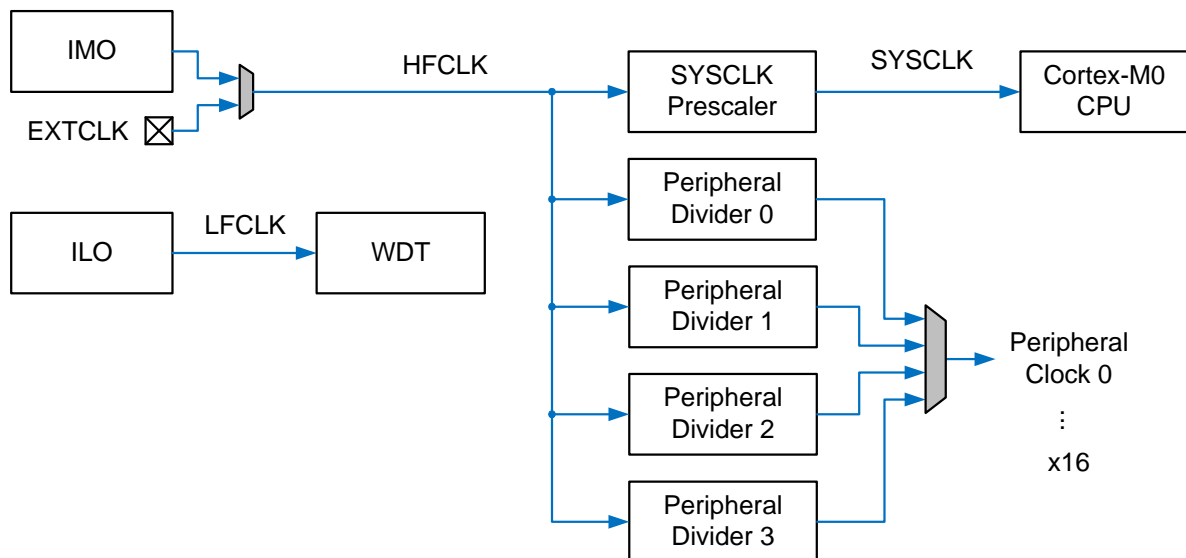 IMO
EXTCLK
HFCLK
SYSCLK
Prescaler
SYSCLK
Cortex-M0
CPU
ILO
LFCLK
WDT
Peripheral
Divider 0
Peripheral
Divider 1
Peripheral
Divider 2
Peripheral
Divider 3
Peripheral
Clock 0
...
x16